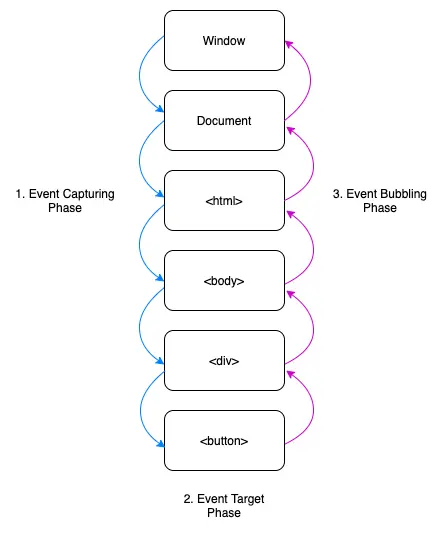 Window
Document
1. Event Capturing
Phase
<html>
3. Event Bubbling
Phase
<body>
<div>
<button>
2. Event Target
Phase